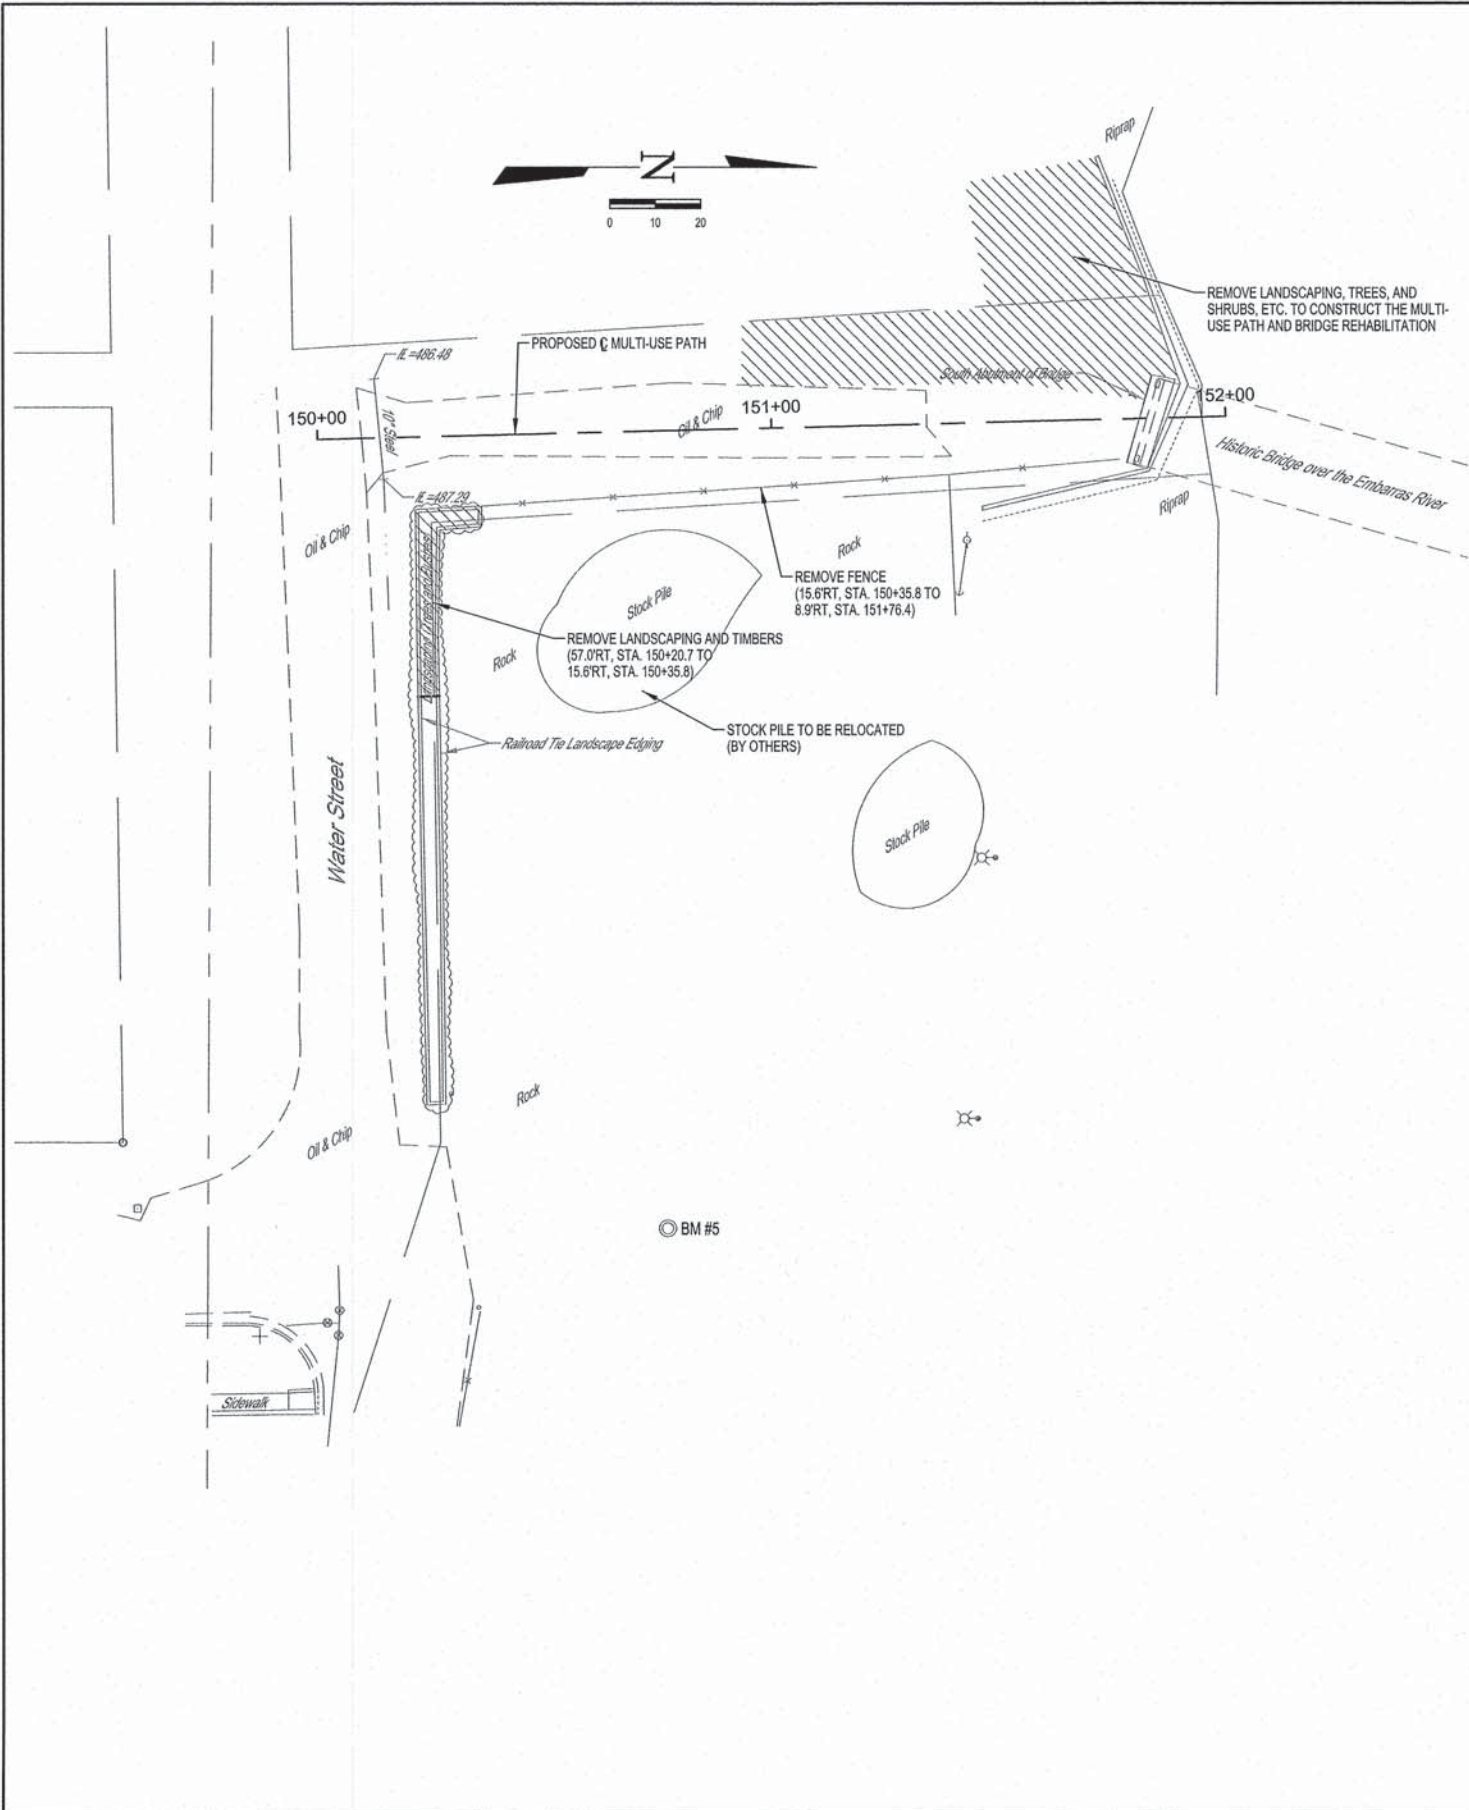 Riprap
N
0 10 20
REMOVE LANDSCAPING, TREES, AND
SHRUBS, ETC. TO CONSTRUCT THE MULTI-
USE PATH AND BRIDGE REHABILITATION
PROPOSED ℄ MULTI-USE PATH
IE =486.48
South Abutment of Bridge
150+00
10" Steel
Oil & Chip
151+00
152+00
Historic Bridge over the Embarras River
IE =487.29
Riprap
Oil & Chip
Rock
REMOVE FENCE
(15.6'RT, STA. 150+35.8 TO
8.9'RT, STA. 151+76.4)
Stock Pile
Landscaping
REMOVE LANDSCAPING AND TIMBERS
(57.0'RT, STA. 150+20.7 TO
15.6'RT, STA. 150+35.8)
Rock
STOCK PILE TO BE RELOCATED
(BY OTHERS)
Railroad Tie Landscape Edging
Water Street
Stock Pile
Rock
Oil & Chip
BM #5
Sidewalk